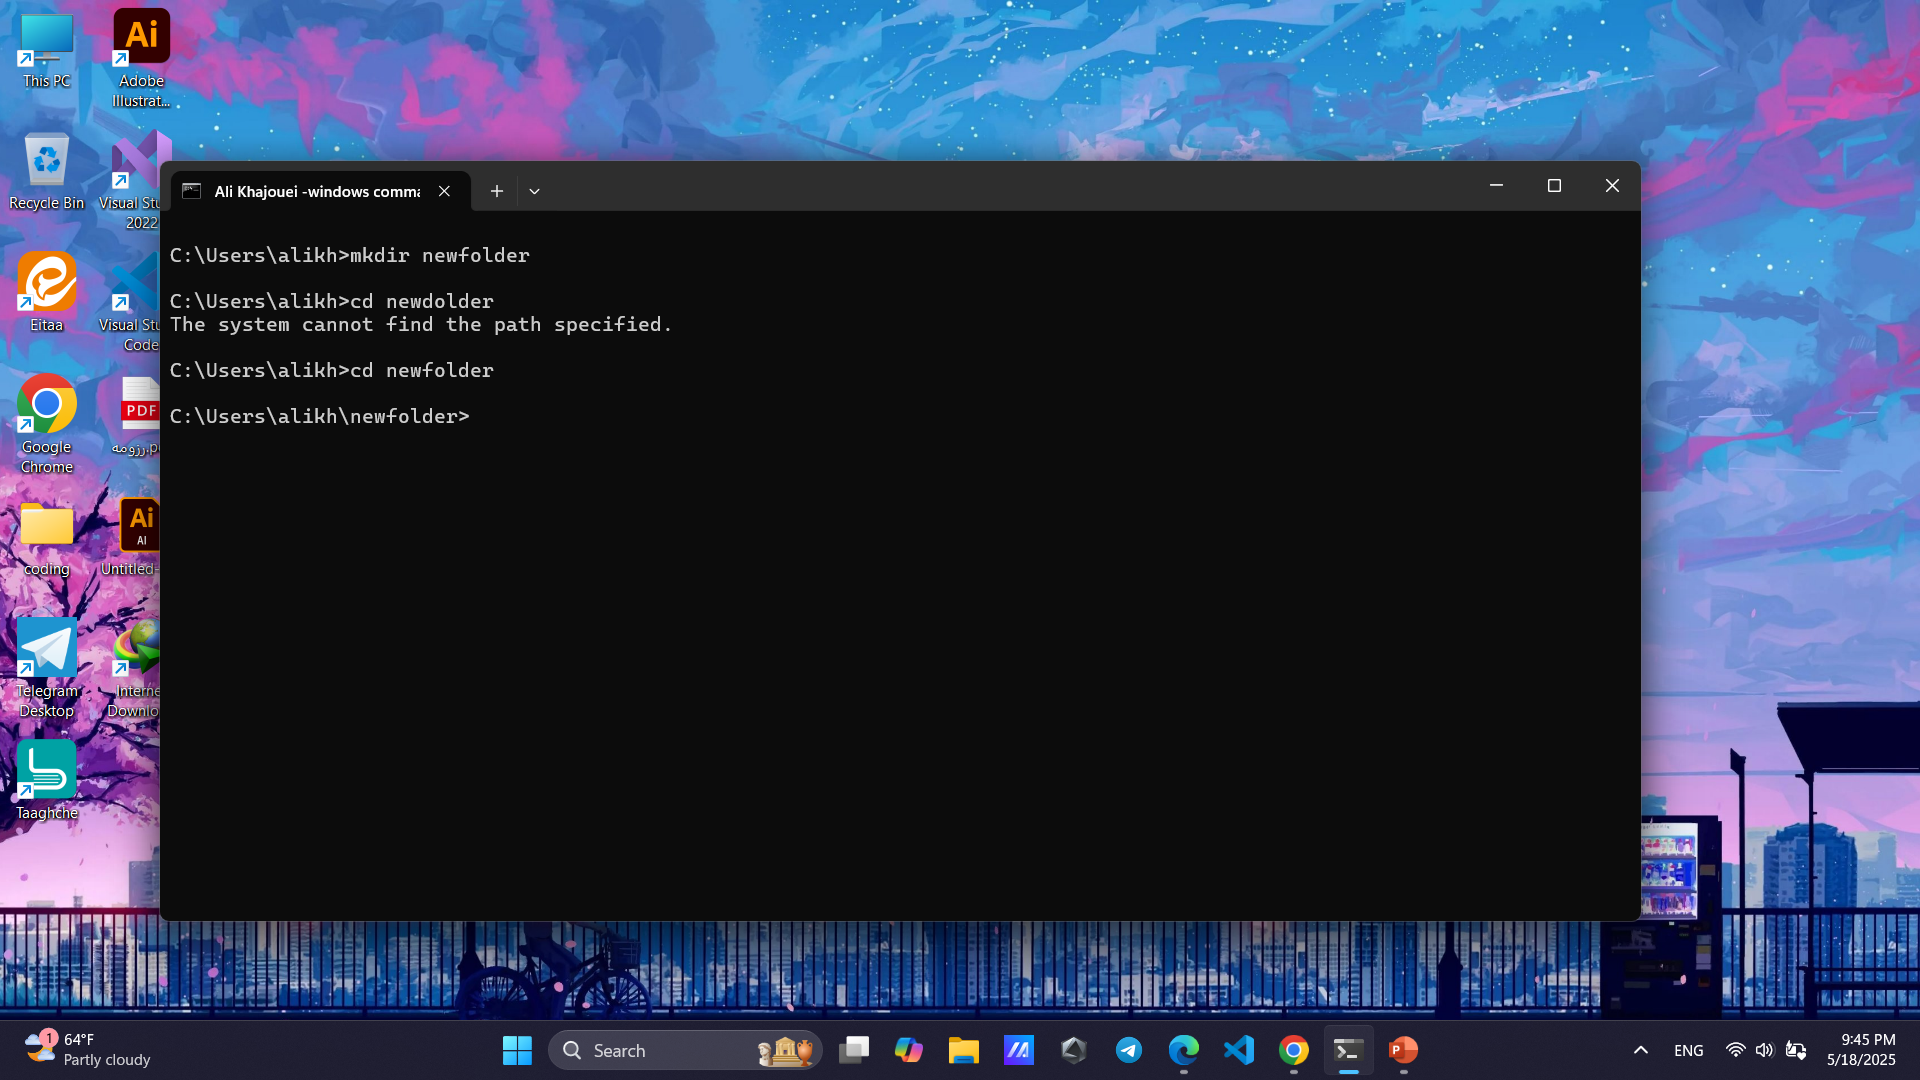 This PC
Adobe
Illustrat...
Recycle Bin
Visual Stu
2022
Eitaa
Visual Stu
Code
Google
Chrome
PDF
رزومه.p
coding
Ai
AI
Untitled-
Telegram
Desktop
Interne
Downlo
Taaghche
Ai
Ali Khajouei -windows comma
C:\Users\alikh>mkdir newfolder
C:\Users\alikh>cd newdolder
The system cannot find the path specified.
C:\Users\alikh>cd newfolder
C:\Users\alikh\newfolder>
1
64°F
Partly cloudy
Search
ENG
9:45 PM
5/18/2025